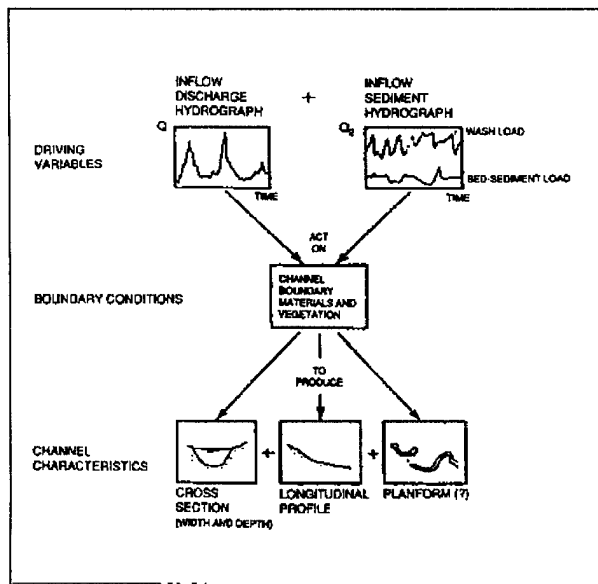 INFLOW
DISCHARGE
HYDROGRAPH
+
INFLOW
SEDIMENT
HYDROGRAPH
DRIVING
VARIABLES
Q
TIME
Qs
WASH LOAD
BED-SEDIMENT LOAD
TIME
ACT
ON
BOUNDARY CONDITIONS
CHANNEL
BOUNDARY
MATERIALS AND
VEGETATION
TO
PRODUCE
CHANNEL
CHARACTERISTICS
+
+
CROSS
SECTION
(WIDTH AND DEPTH)
LONGITUDINAL
PROFILE
PLANFORM (?)